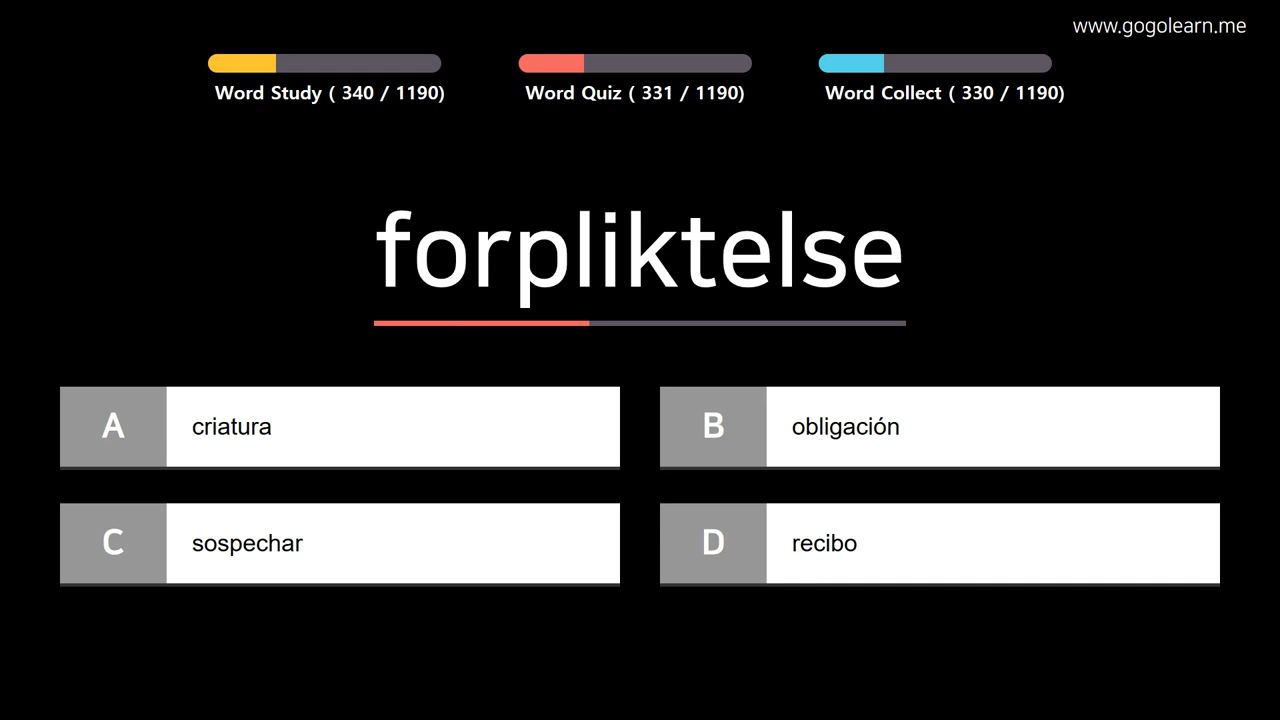 www.gogolearn.me
Word Study ( 340 / 1190)
Word Quiz ( 331 / 1190)
Word Collect ( 330 / 1190)
forpliktelse
A criatura
B obligación
C sospechar
D recibo